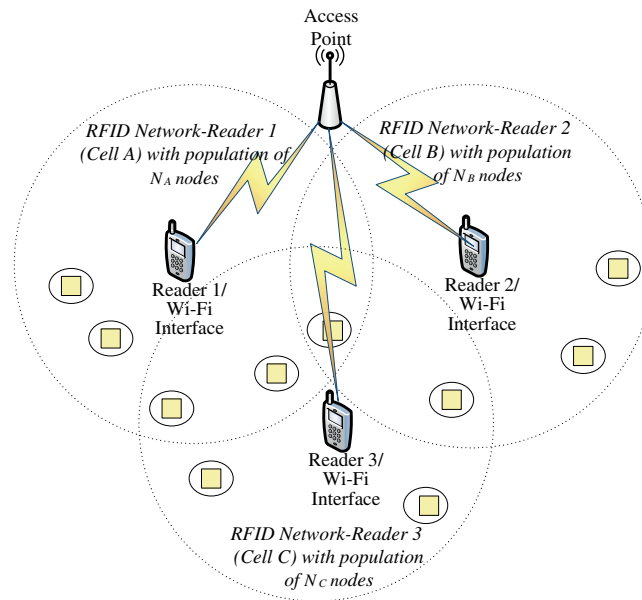 Access
Point
RFID Network-Reader 1
(Cell A) with population of
NA nodes
RFID Network-Reader 2
(Cell B) with population
of NB nodes
Reader 1/
Wi-Fi
Interface
Reader 2/
Wi-Fi
Interface
Reader 3/
Wi-Fi
Interface
RFID Network-Reader 3
(Cell C) with population
of NC nodes